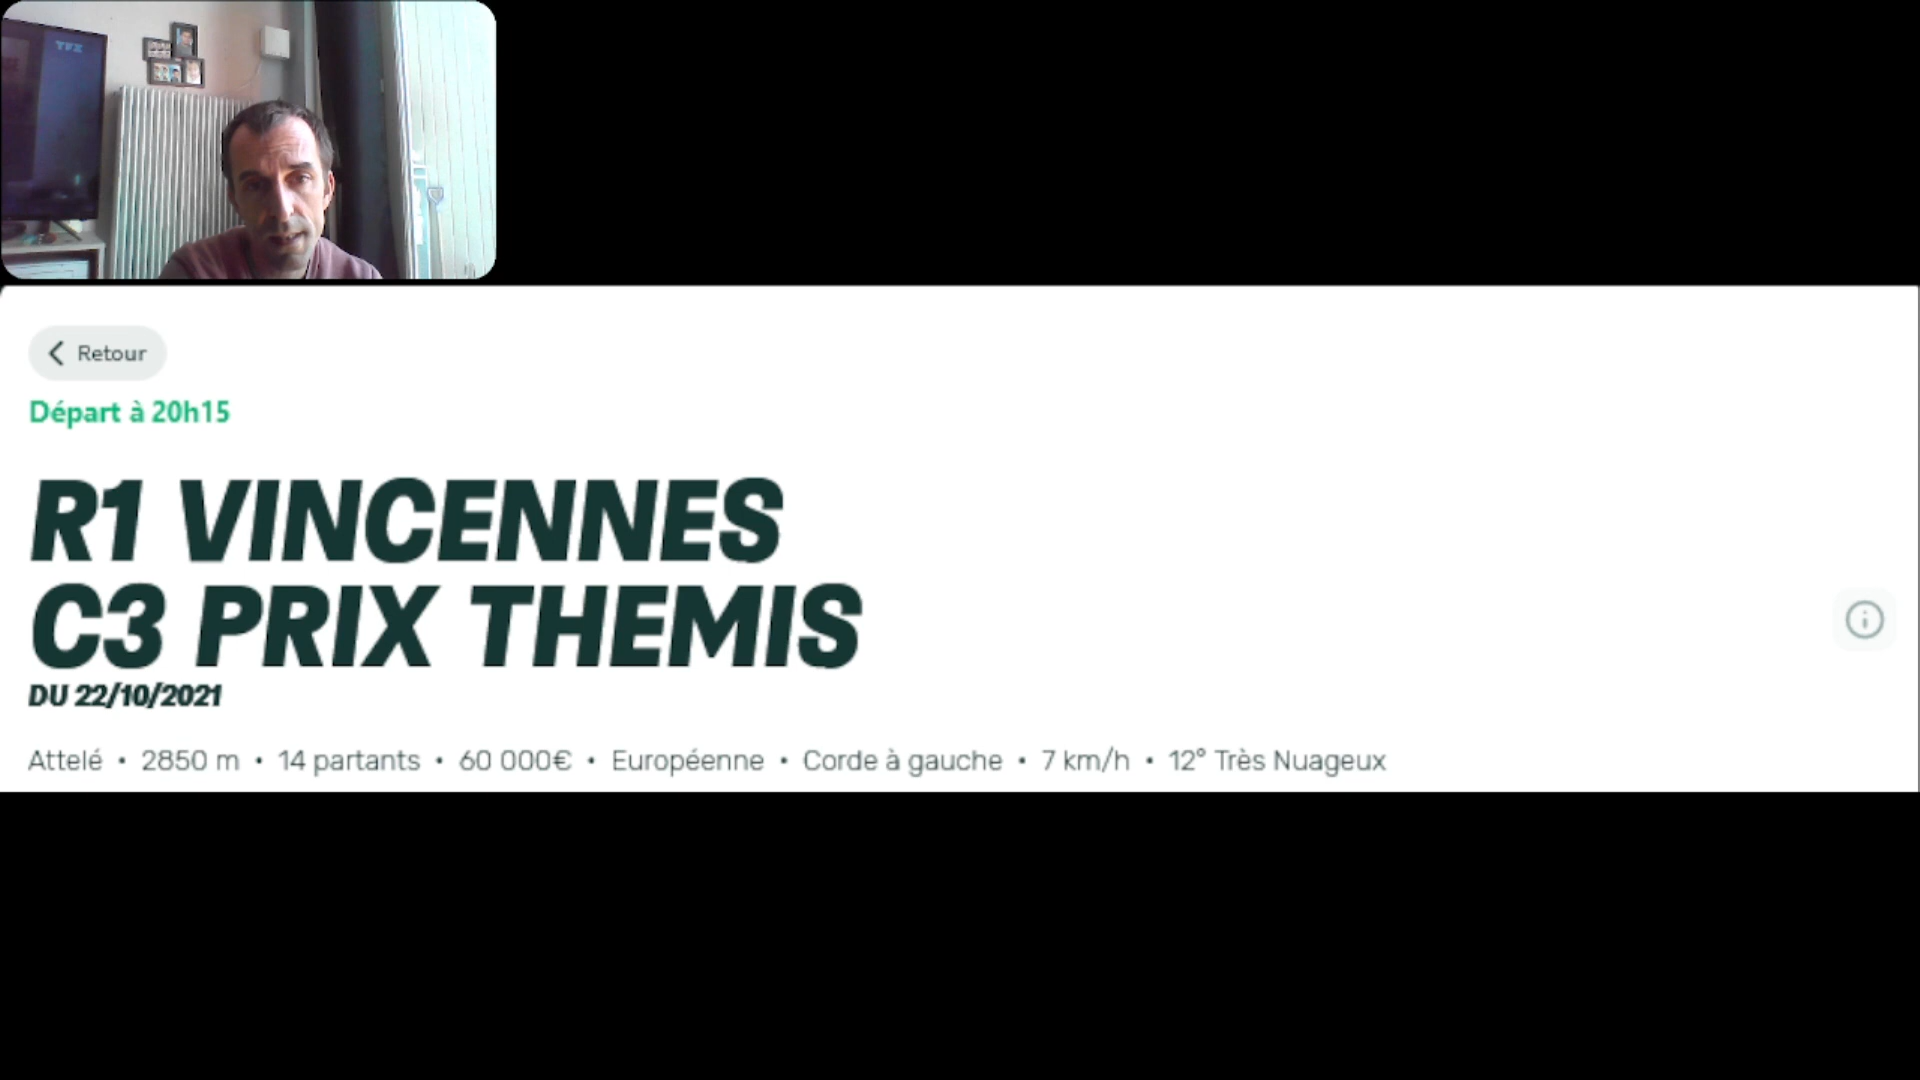 TFX
Retour
Départ à 20h15
R1 VINCENNES
C3 PRIX THEMIS
DU 22/10/2021
Attelé • 2850 m • 14 partants • 60 000€ • Européenne • Corde à gauche • 7 km/h • 12° Très Nuageux